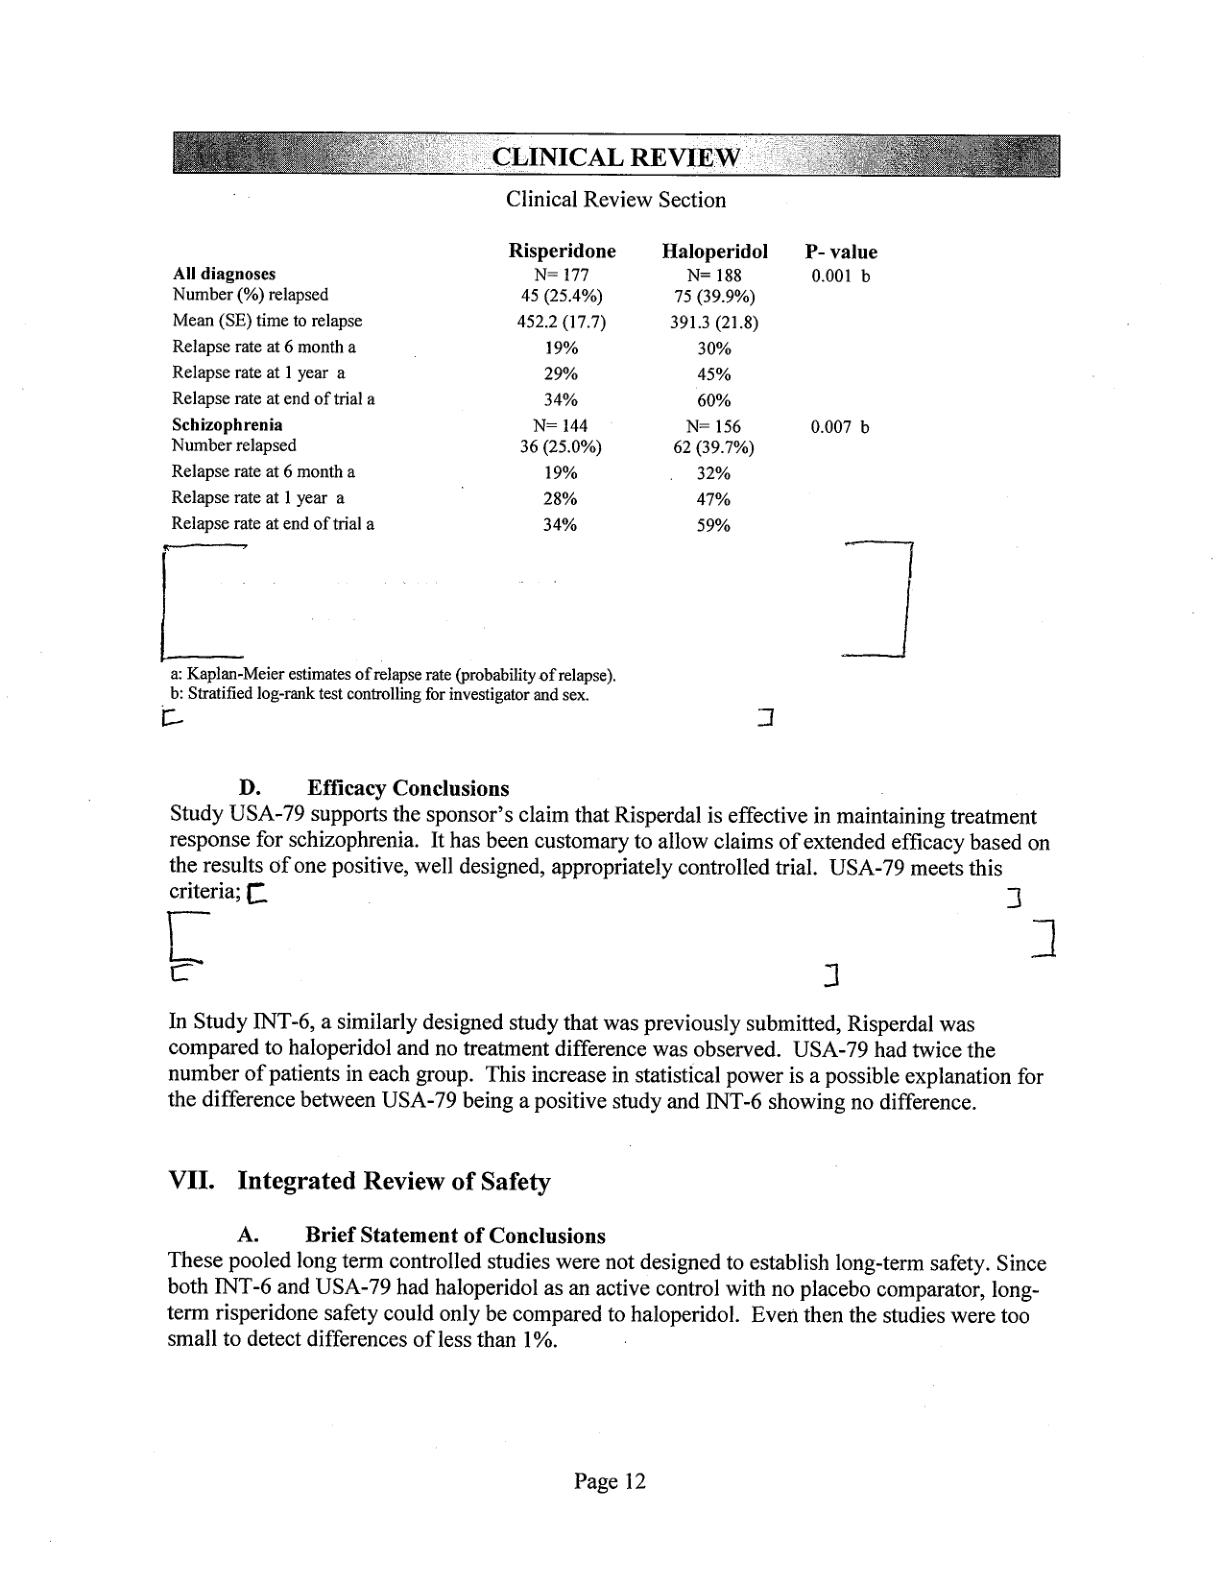 CLINICAL REVIEW
Clinical Review Section
Risperidone Haloperidol P- value
All diagnoses N= 177 N= 188 0.001 b
Number (%) relapsed 45 (25.4%) 75 (39.9%)
Mean (SE) time to relapse 452.2 (17.7) 391.3 (21.8)
Relapse rate at 6 month a 19% 30%
Relapse rate at 1 year a 29% 45%
Relapse rate at end of trial a 34% 60%
Schizophrenia N= 144 N= 156 0.007 b
Number relapsed 36 (25.0%) 62 (39.7%)
Relapse rate at 6 month a 19% 32%
Relapse rate at 1 year a 28% 47%
Relapse rate at end of trial a 34% 59%
a: Kaplan-Meier estimates of relapse rate (probability of relapse).
b: Stratified log-rank test controlling for investigator and sex.
D. Efficacy Conclusions
Study USA-79 supports the sponsor's claim that Risperdal is effective in maintaining treatment
response for schizophrenia. It has been customary to allow claims of extended efficacy based on
the results of one positive, well designed, appropriately controlled trial. USA-79 meets this
criteria;
In Study INT-6, a similarly designed study that was previously submitted, Risperdal was
compared to haloperidol and no treatment difference was observed. USA-79 had twice the
number of patients in each group. This increase in statistical power is a possible explanation for
the difference between USA-79 being a positive study and INT-6 showing no difference.
VII. Integrated Review of Safety
A. Brief Statement of Conclusions
These pooled long term controlled studies were not designed to establish long-term safety. Since
both INT-6 and USA-79 had haloperidol as an active control with no placebo comparator, long-
term risperidone safety could only be compared to haloperidol. Even then the studies were too
small to detect differences of less than 1%.
Page 12